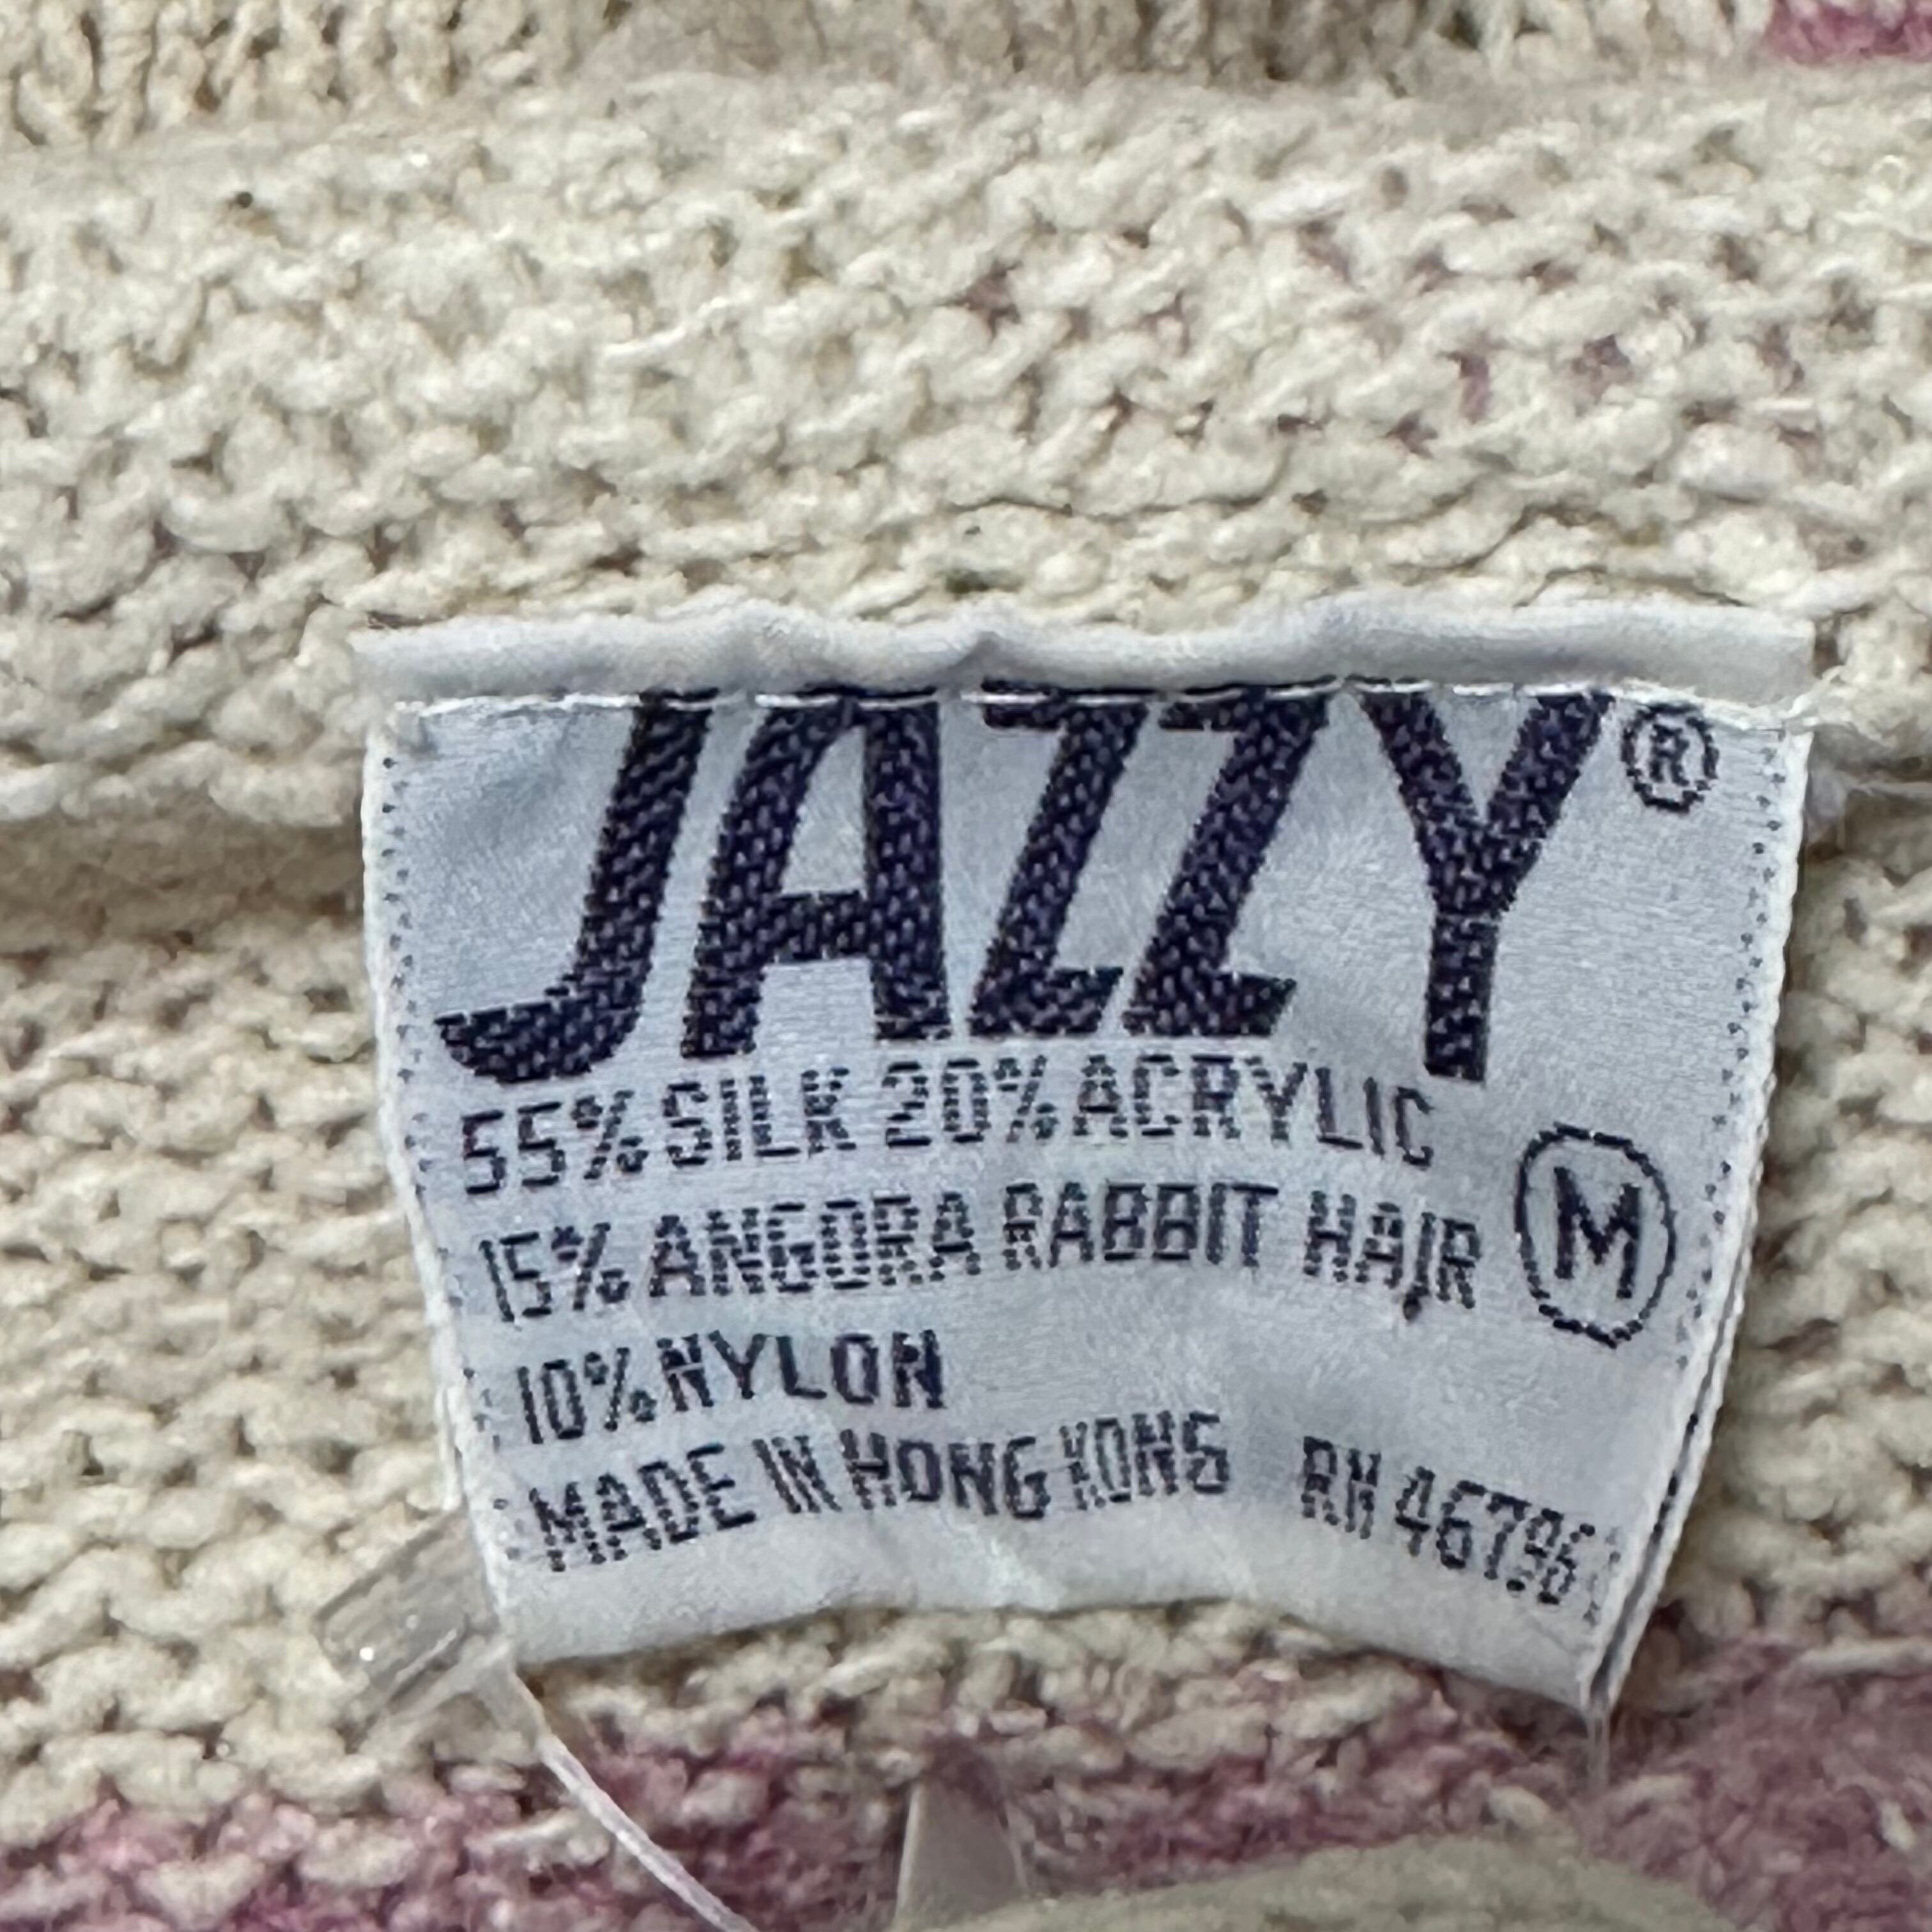 JAZZY®
55% SILK 20% ACRYLIC
15% ANGORA RABBIT HAIR
M
10% NYLON
MADE IN HONG KONG RN 46796